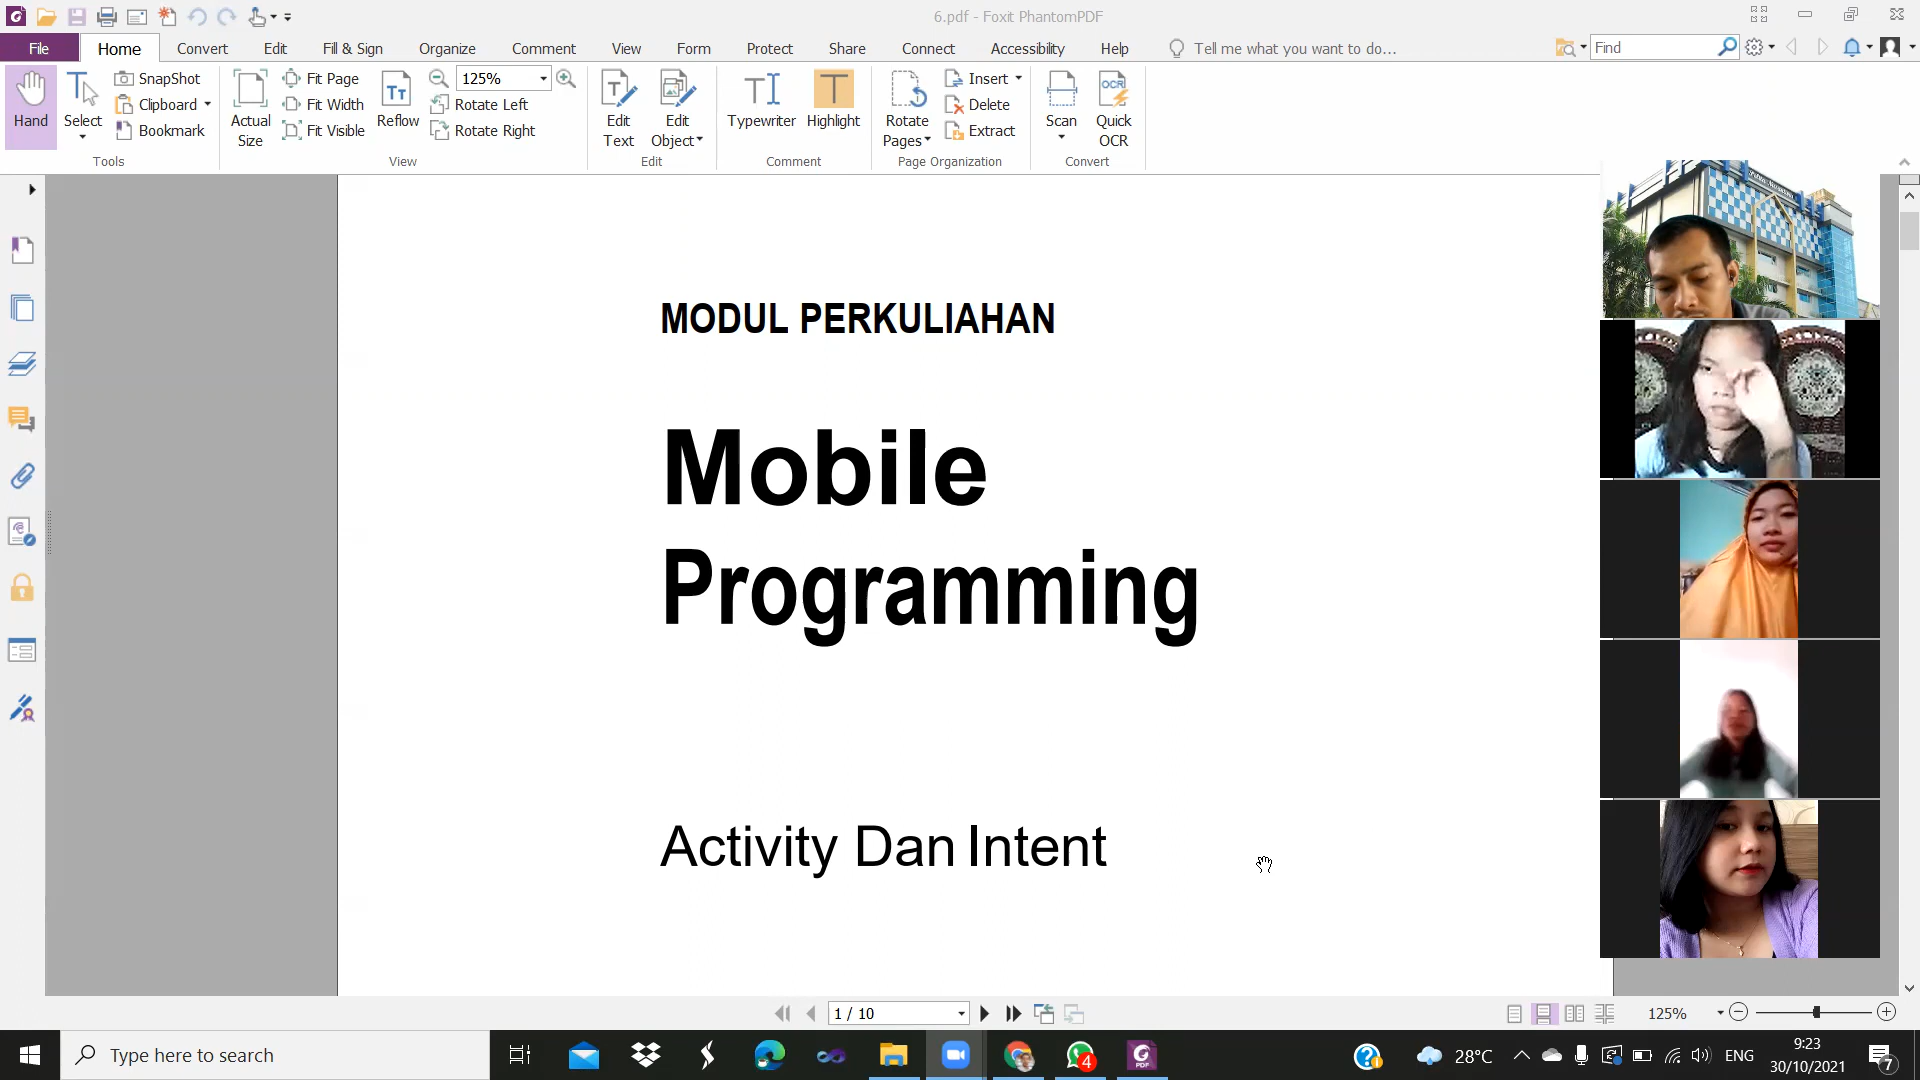 6.pdf - Foxit PhantomPDF
File Home Convert Edit Fill & Sign Organize Comment View Form Protect Share Connect Accessibility Help Tell me what you want to do... Find
Hand
Select
SnapShot
Clipboard
Bookmark
Tools
Actual Size
Fit Page
Fit Width
Fit Visible
Reflow
125%
Rotate Left
Rotate Right
View
Edit Text
Edit Object
Edit
Typewriter
Highlight
Comment
Rotate Pages
Insert
Delete
Extract
Page Organization
Scan
Quick OCR
Convert
MODUL PERKULIAHAN
Mobile
Programming
Activity Dan Intent
1 / 10
125%
Type here to search
4
PDF
28°C
ENG
9:23
30/10/2021
7